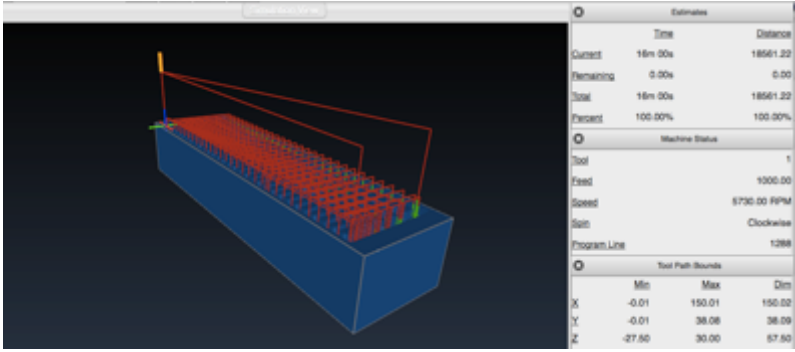 Estimates
Time Distance
Current 16m 00s 18561.22
Remaining 0.00s 0.00
Total 16m 00s 18561.22
Percent 100.00% 100.00%
Machine Status
Tool 1
Feed 1000.00
Speed 5730.00 RPM
Spin Clockwise
Program Line 1288
Tool Path Bounds
Min Max Dim
X -0.01 150.01 150.02
Y -0.01 38.08 38.09
Z -27.50 30.00 57.50